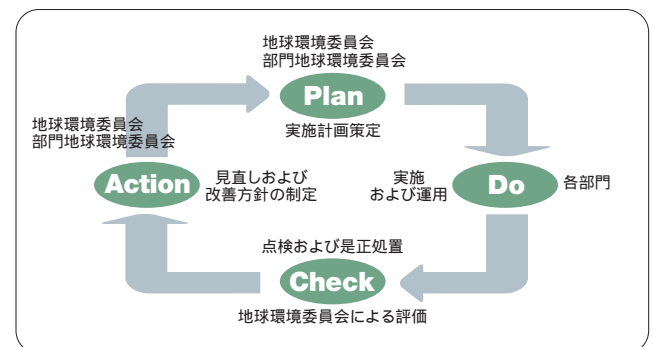 地球環境委員会
部門地球環境委員会
Plan
実施計画策定
地球環境委員会
部門地球環境委員会
Action
見直しおよび
改善方針の制定
実施
および運用
Do
各部門
点検および是正処置
Check
地球環境委員会による評価